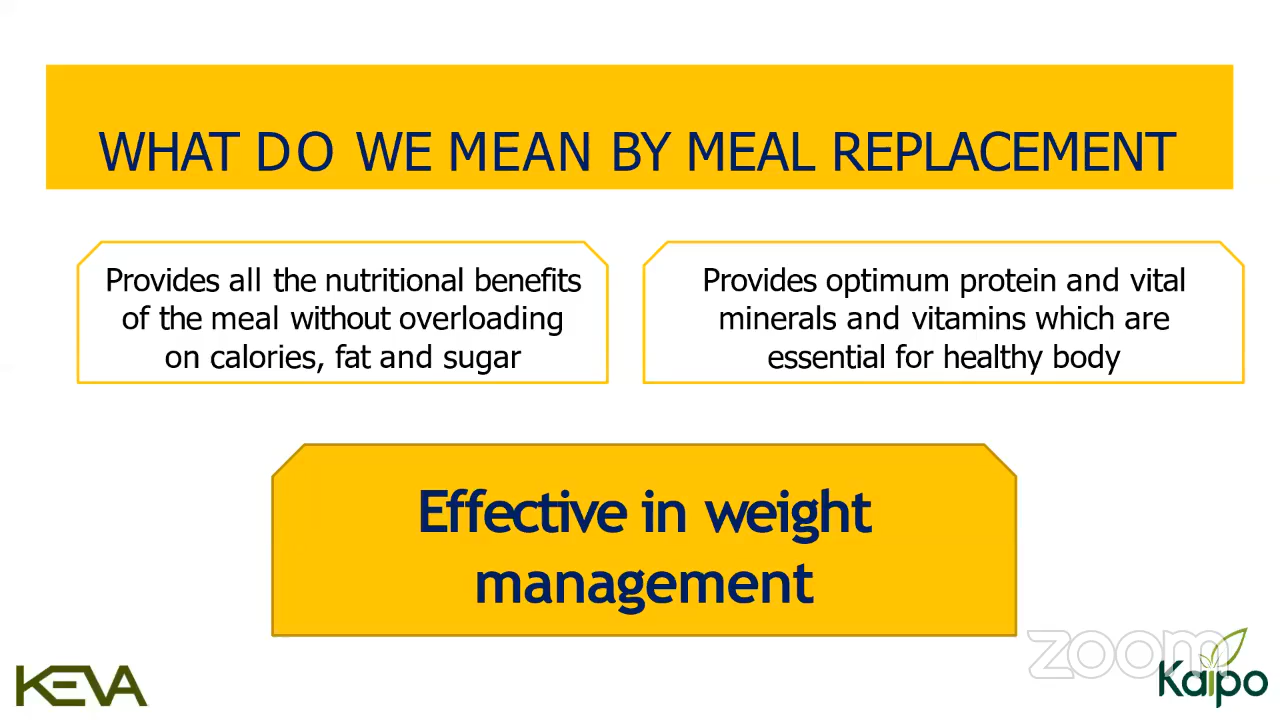 WHAT DO WE MEAN BY MEAL REPLACEMENT
Provides all the nutritional benefits
of the meal without overloading
on calories, fat and sugar
Provides optimum protein and vital
minerals and vitamins which are
essential for healthy body
Effective in weight
management
zoom
KEVA
Kaipo